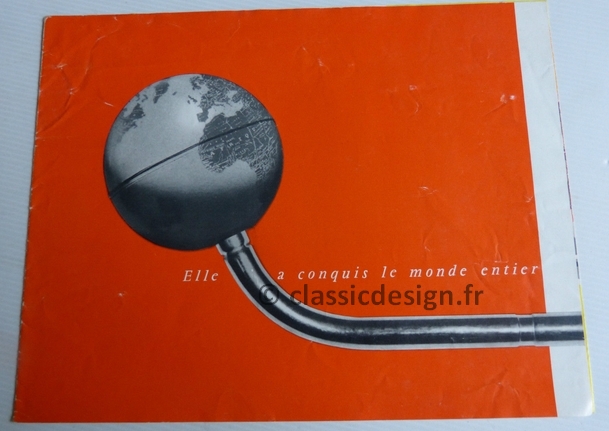 Elle a conquis le monde entier
© classicdesign.fr